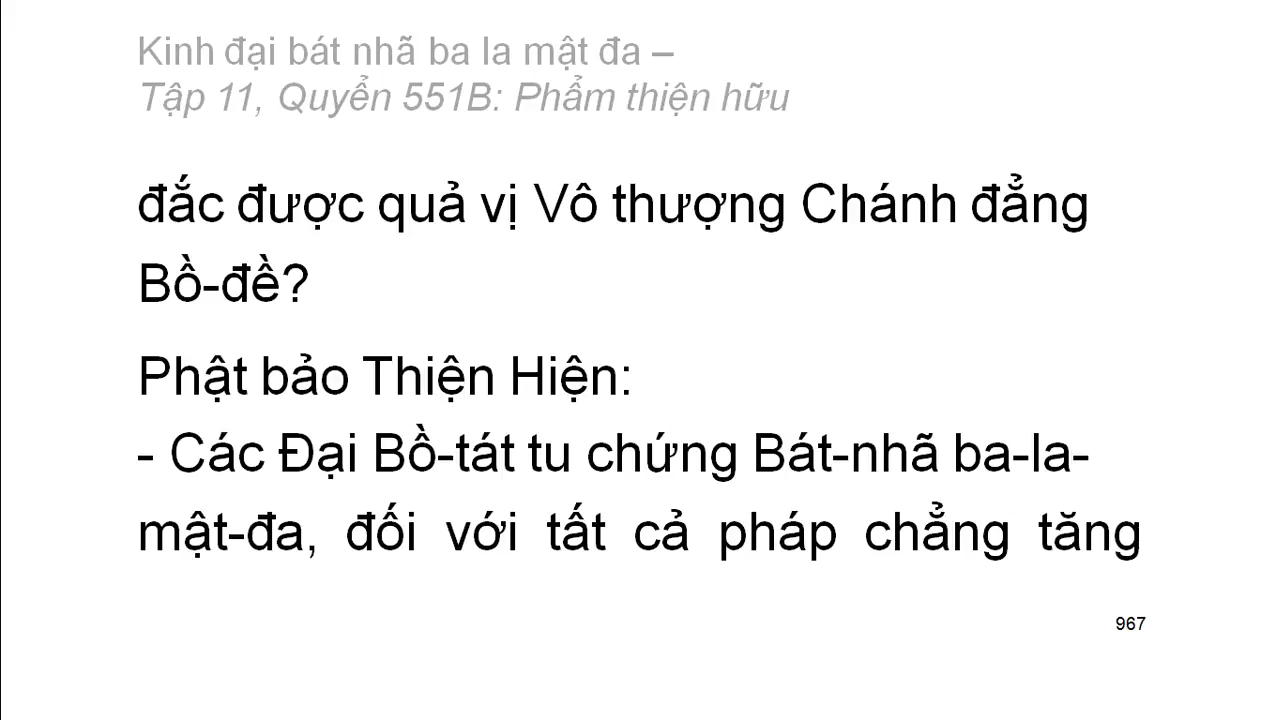 Kinh đại bát nhã ba la mật đa –
Tập 11, Quyển 551B: Phẩm thiện hữu
đắc được quả vị Vô thượng Chánh đẳng
Bồ-đề?
Phật bảo Thiện Hiện:
- Các Đại Bồ-tát tu chứng Bát-nhã ba-la-
mật-đa, đối với tất cả pháp chẳng tăng
967